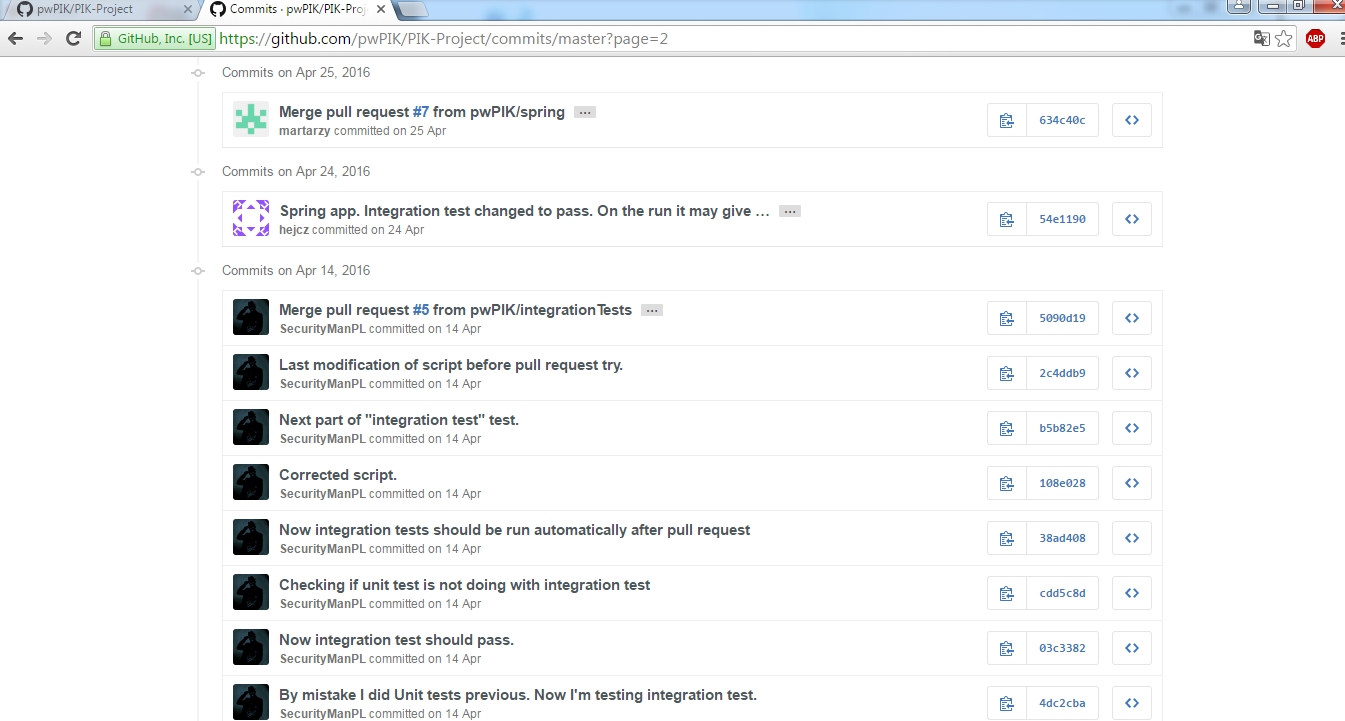 pwPIK/PIK-Project
Commits · pwPIK/PIK-Proj
GitHub, Inc. [US] https://github.com/pwPIK/PIK-Project/commits/master?page=2
ABP
Commits on Apr 25, 2016
Merge pull request #7 from pwPIK/spring …
martarzy committed on 25 Apr
634c40c
Commits on Apr 24, 2016
Spring app. Integration test changed to pass. On the run it may give … …
hejcz committed on 24 Apr
54e1190
Commits on Apr 14, 2016
Merge pull request #5 from pwPIK/integrationTests …
SecurityManPL committed on 14 Apr
5090d19
Last modification of script before pull request try.
SecurityManPL committed on 14 Apr
2c4ddb9
Next part of "integration test" test.
SecurityManPL committed on 14 Apr
b5b82e5
Corrected script.
SecurityManPL committed on 14 Apr
108e028
Now integration tests should be run automatically after pull request
SecurityManPL committed on 14 Apr
38ad408
Checking if unit test is not doing with integration test
SecurityManPL committed on 14 Apr
cdd5c8d
Now integration test should pass.
SecurityManPL committed on 14 Apr
03c3382
By mistake I did Unit tests previous. Now I'm testing integration test.
SecurityManPL committed on 14 Apr
4dc2cba